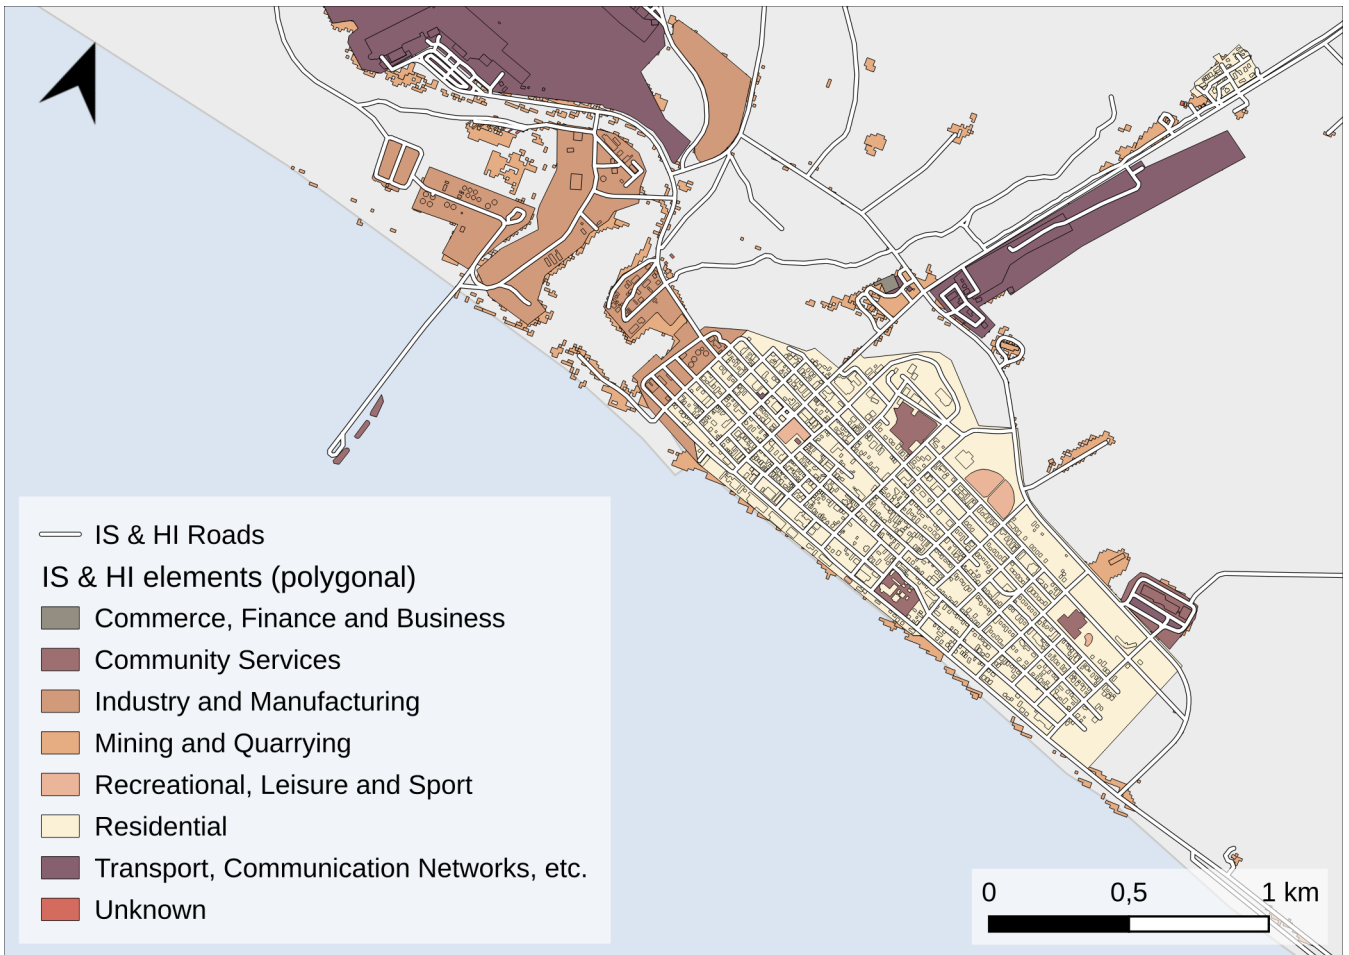 IS & HI Roads
IS & HI elements (polygonal)
Commerce, Finance and Business
Community Services
Industry and Manufacturing
Mining and Quarrying
Recreational, Leisure and Sport
Residential
Transport, Communication Networks, etc.
Unknown
0 0,5 1 km